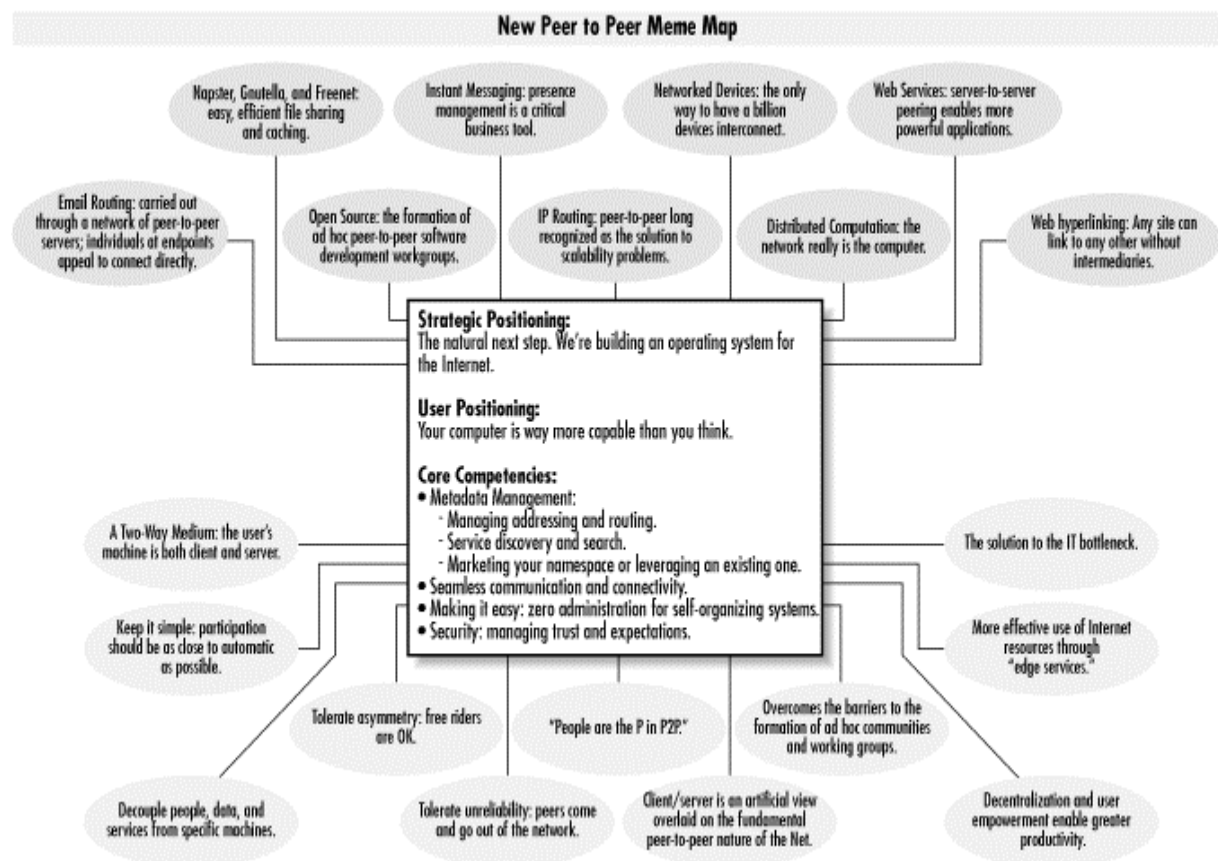 New Peer to Peer Meme Map
Napster, Gnutella, and Freenet:
easy, efficient file sharing
and caching.
Instant Messaging: presence
management is a critical
business tool.
Networked Devices: the only
way to have a billion
devices interconnect.
Web Services: server-to-server
peering enables more
powerful applications.
Email Routing: carried out
through a network of peer-to-peer
servers; individuals at endpoints
appeal to connect directly.
Open Source: the formation of
ad hoc peer-to-peer software
development workgroups.
IP Routing: peer-to-peer long
recognized as the solution to
scalability problems.
Distributed Computation: the
network really is the computer.
Web hyperlinking: Any site can
link to any other without
intermediaries.
Strategic Positioning:
The natural next step. We're building an operating system for
the Internet.
User Positioning:
Your computer is way more capable than you think.
Core Competencies:
• Metadata Management:
- Managing addressing and routing.
- Service discovery and search.
- Marketing your namespace or leveraging an existing one.
• Seamless communication and connectivity.
• Making it easy: zero administration for self-organizing systems.
• Security: managing trust and expectations.
A Two-Way Medium: the user's
machine is both client and server.
The solution to the IT bottleneck.
Keep it simple: participation
should be as close to automatic
as possible.
More effective use of Internet
resources through
"edge services."
Tolerate asymmetry: free riders
are OK.
"People are the P in P2P."
Overcomes the barriers to the
formation of ad hoc communities
and working groups.
Decouple people, data, and
services from specific machines.
Tolerate unreliability: peers come
and go out of the network.
Client/server is an artificial view
overlaid on the fundamental
peer-to-peer nature of the Net.
Decentralization and user
empowerment enable greater
productivity.